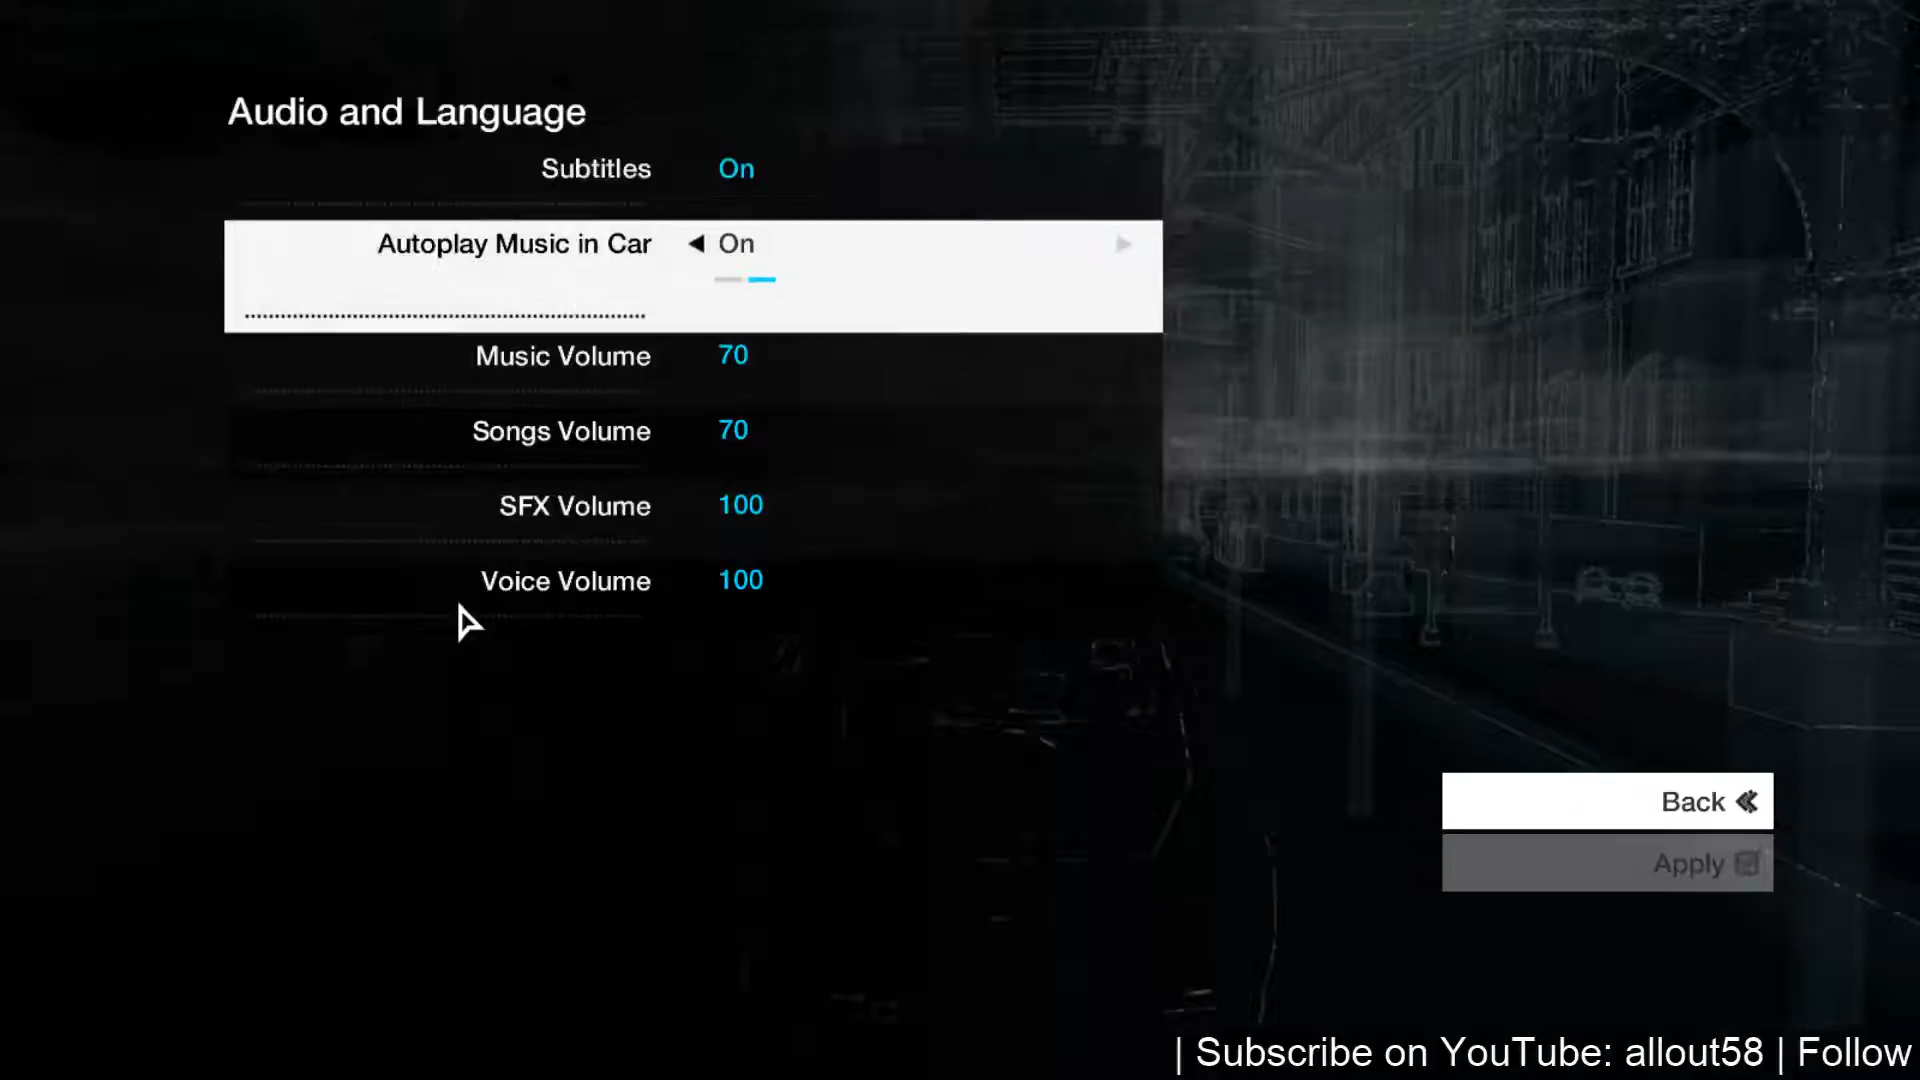 Audio and Language
Subtitles On
Autoplay Music in Car On
Music Volume 70
Songs Volume 70
SFX Volume 100
Voice Volume 100
Back
Apply
| Subscribe on YouTube: allout58 | Follow